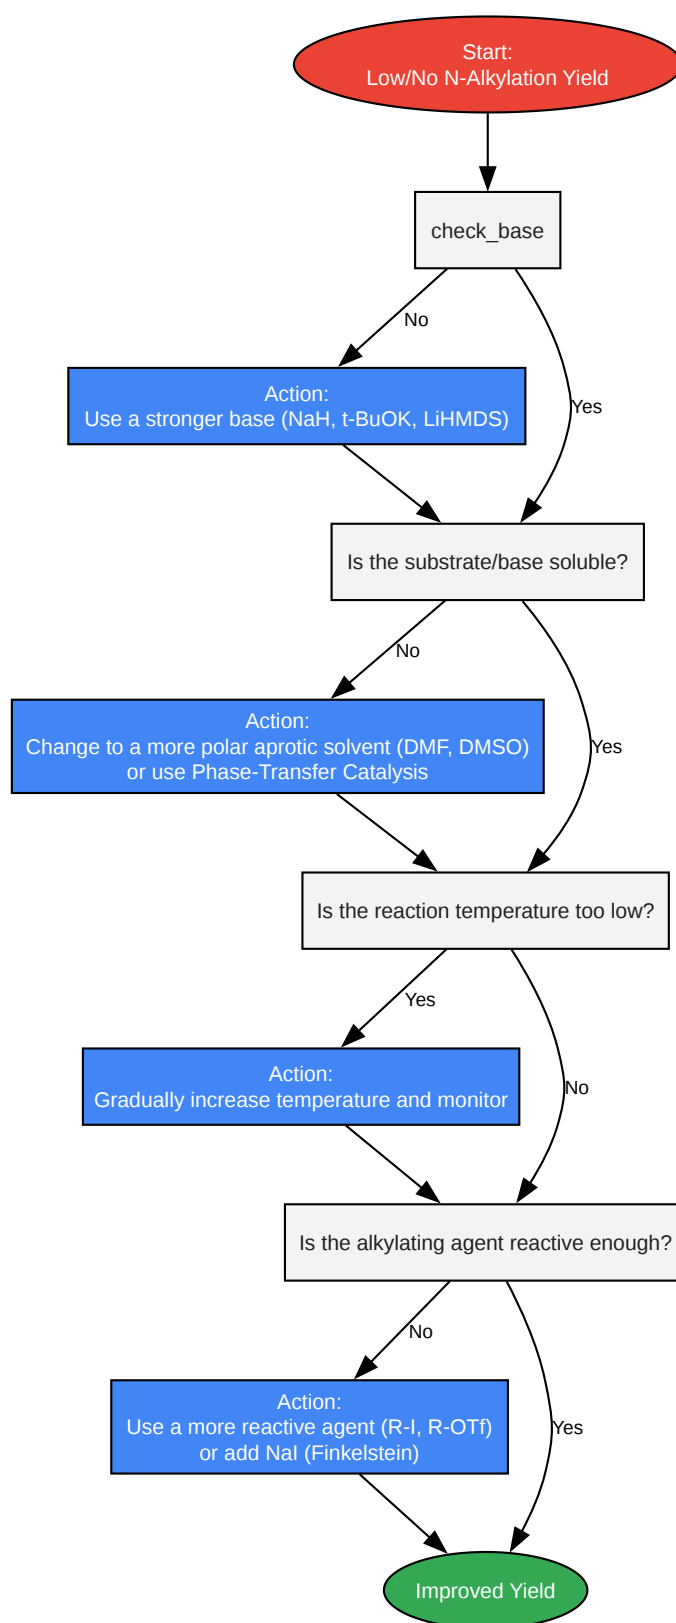 Start:
Low/No N-Alkylation Yield
check_base
No
Action:
Use a stronger base (NaH, t-BuOK, LiHMDS)
Yes
Is the substrate/base soluble?
No
Action:
Change to a more polar aprotic solvent (DMF, DMSO)
or use Phase-Transfer Catalysis
Yes
Is the reaction temperature too low?
Yes
Action:
Gradually increase temperature and monitor
No
Is the alkylating agent reactive enough?
No
Action:
Use a more reactive agent (R-I, R-OTf)
or add NaI (Finkelstein)
Yes
Improved Yield